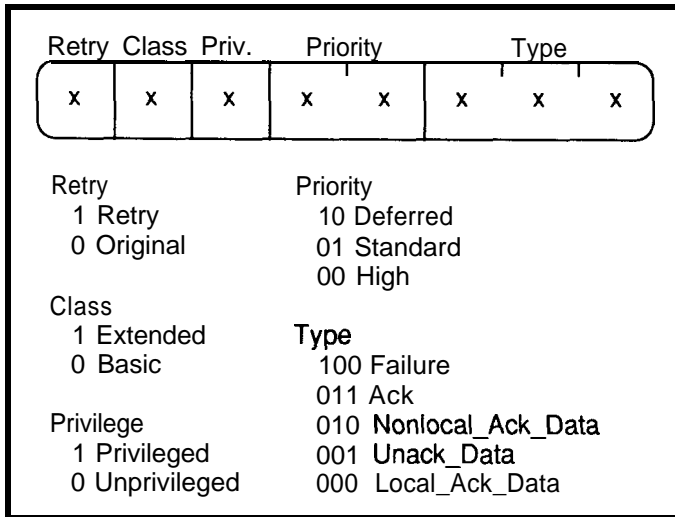 Retry Class Priv. Priority Type
x x x x x x x x
Retry
1 Retry
0 Original
Class
1 Extended
0 Basic
Privilege
1 Privileged
0 Unprivileged
Priority
10 Deferred
01 Standard
00 High
Type
100 Failure
011 Ack
010 Nonlocal_Ack_Data
001 Unack_Data
000 Local_Ack_Data